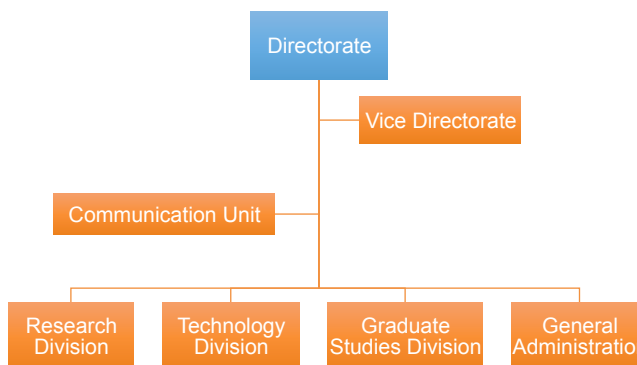 Directorate
Vice Directorate
Communication Unit
Research
Division
Technology
Division
Graduate
Studies Division
General
Administratio